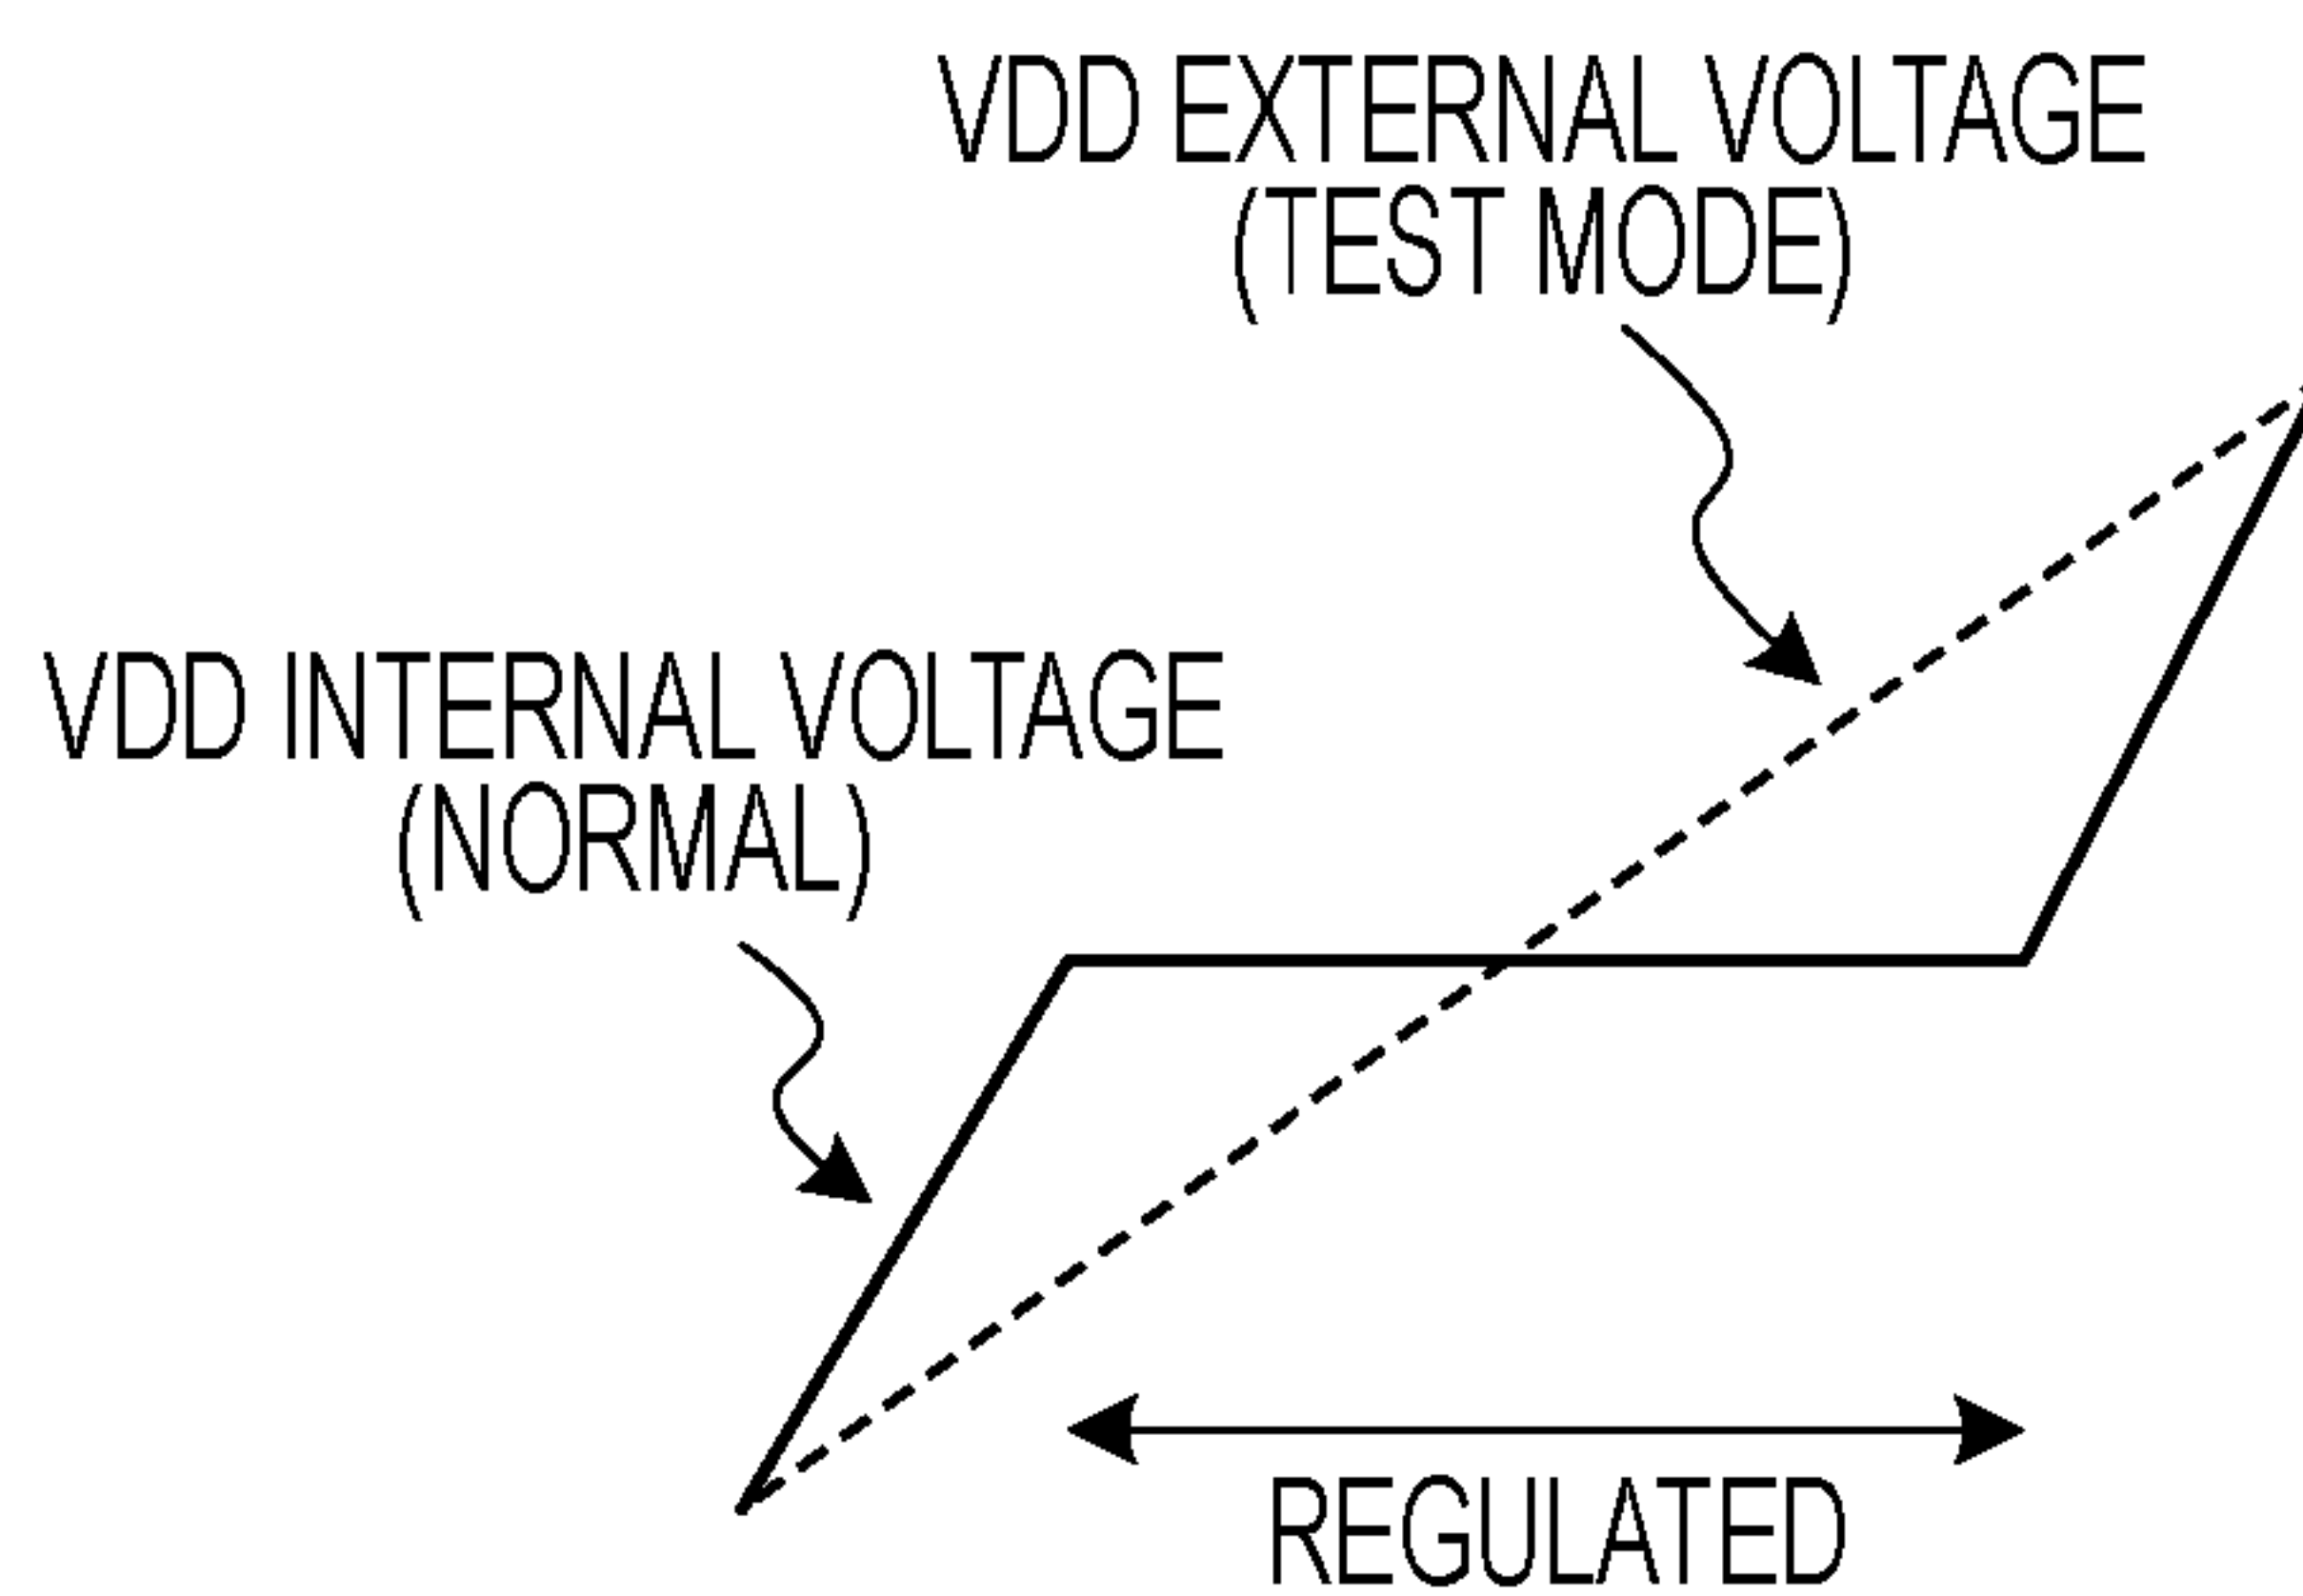 VDD EXTERNAL VOLTAGE
(TEST MODE)
VDD INTERNAL VOLTAGE
(NORMAL)
REGULATED